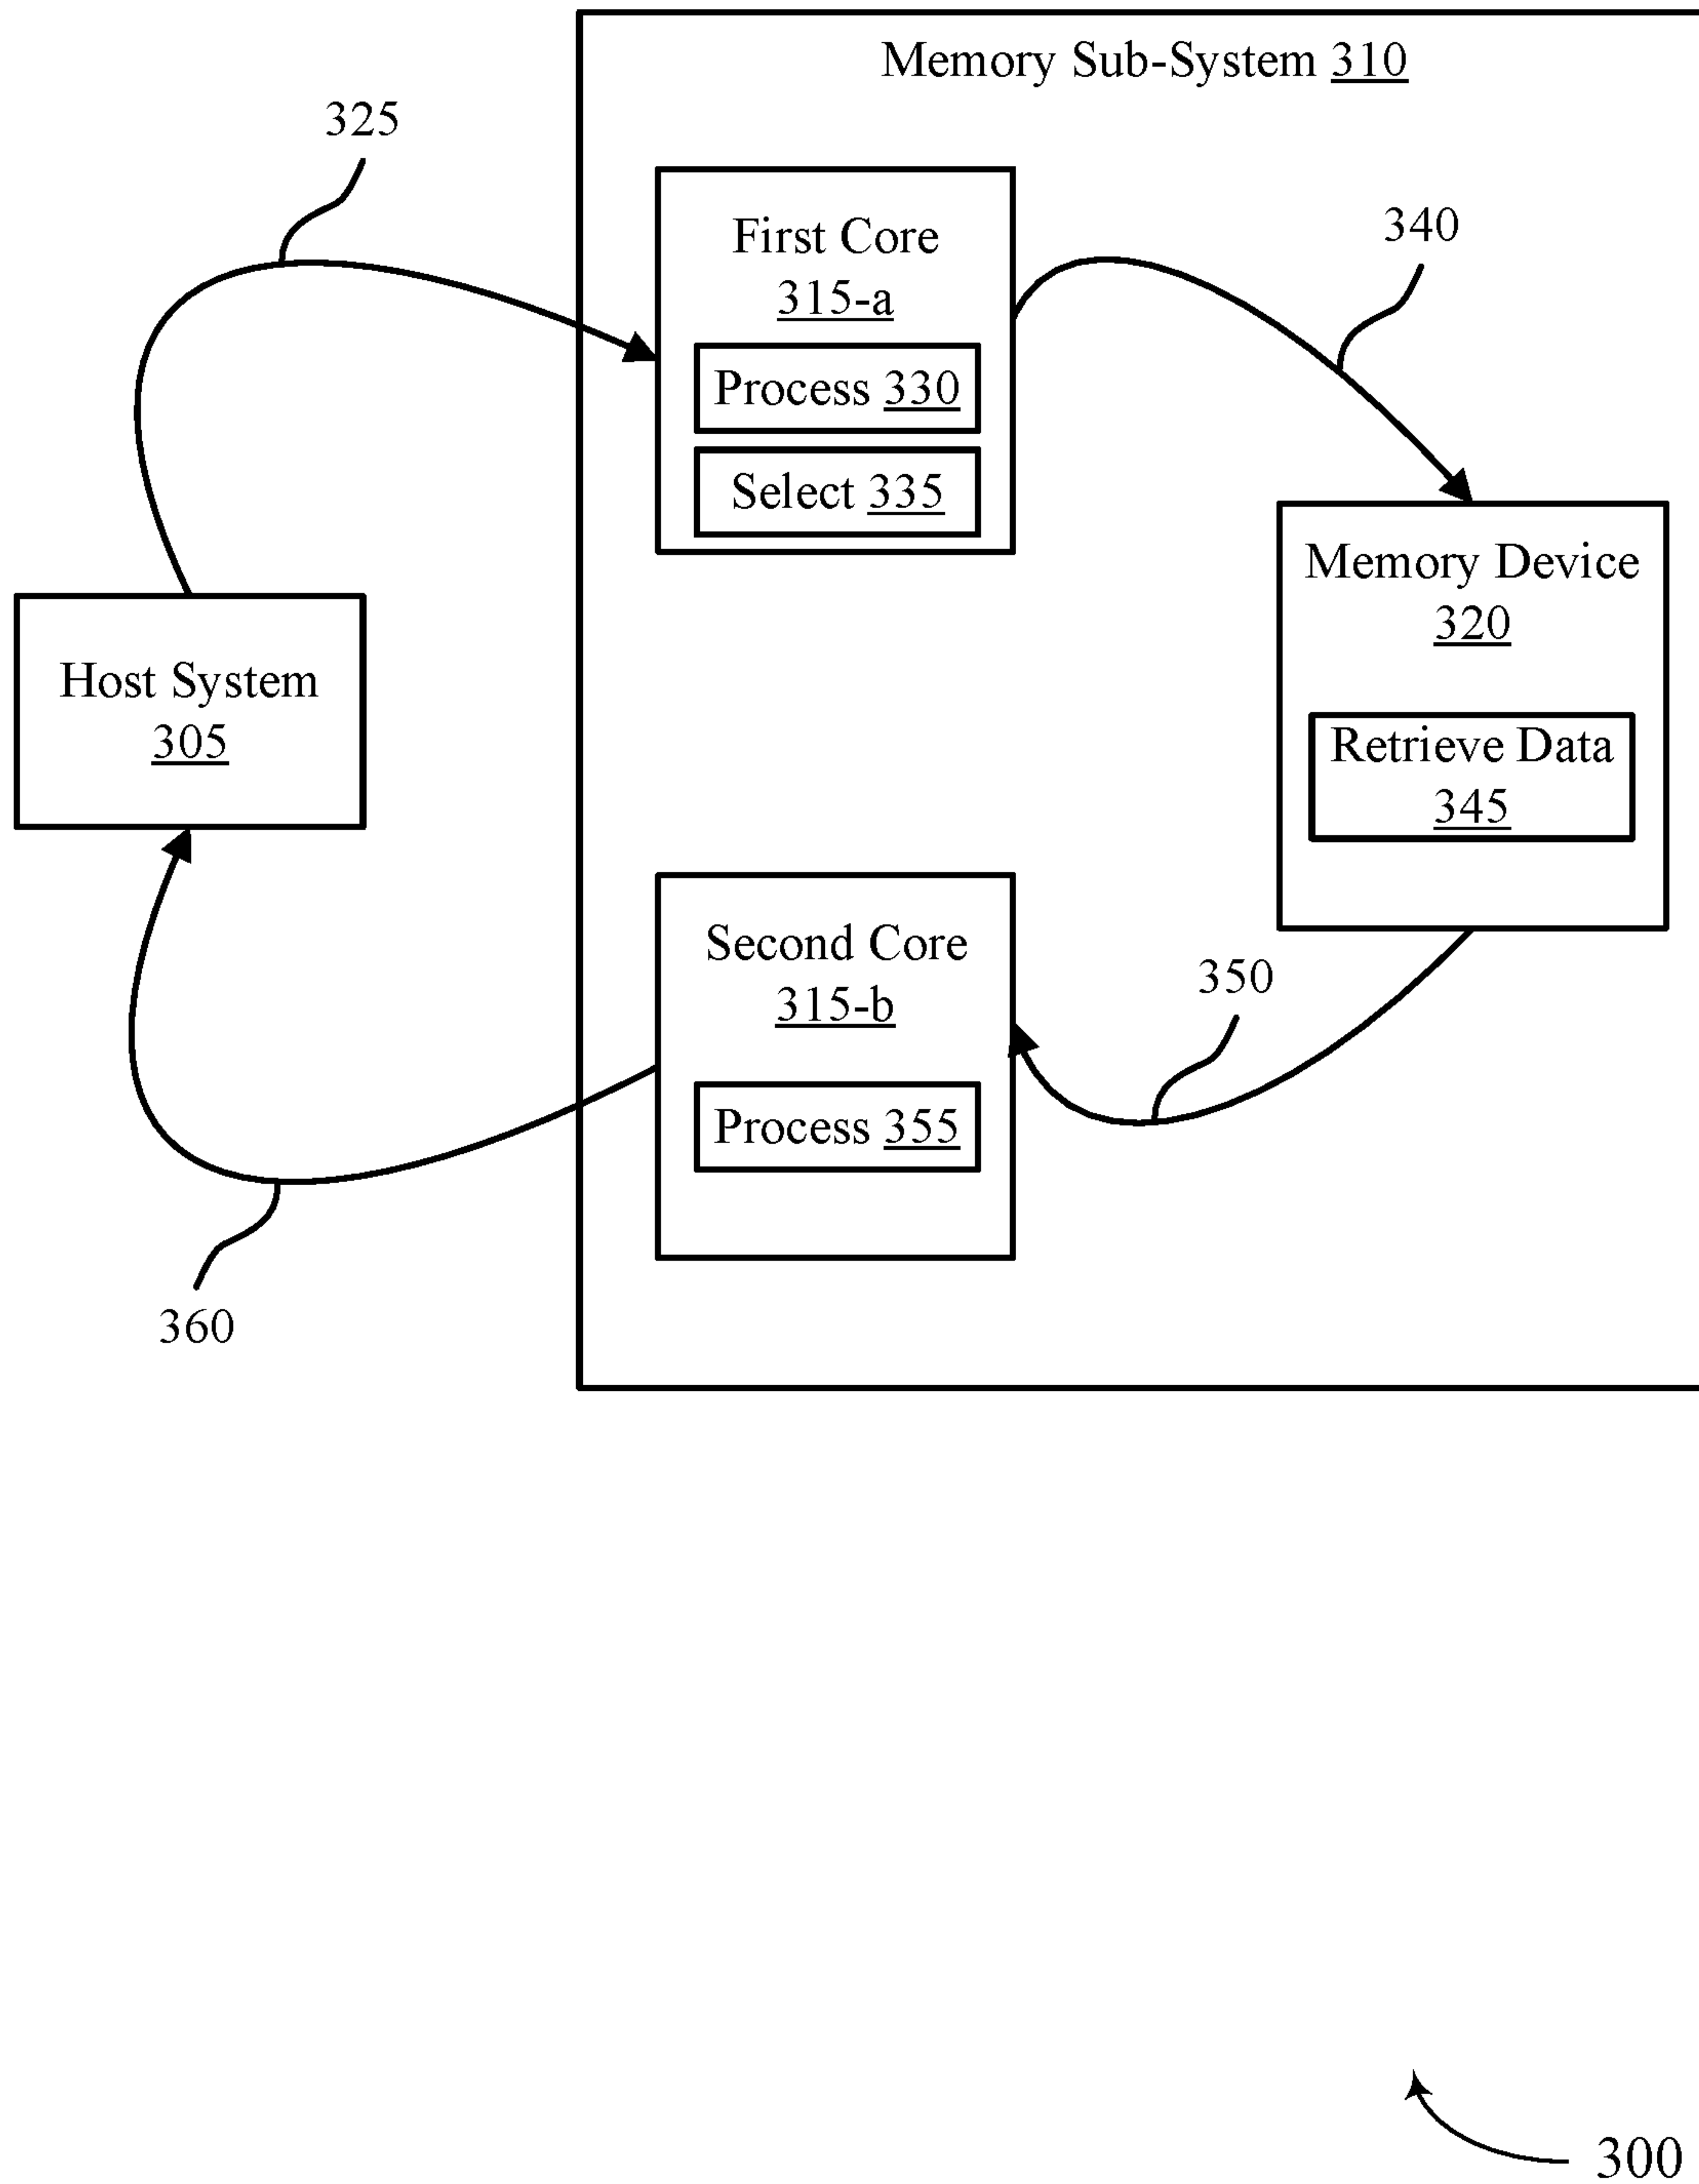 Memory Sub-System 310
325
First Core
315-a
Process 330
Select 335
340
Host System
305
Memory Device
320
Retrieve Data
345
Second Core
315-b
Process 355
350
360
300